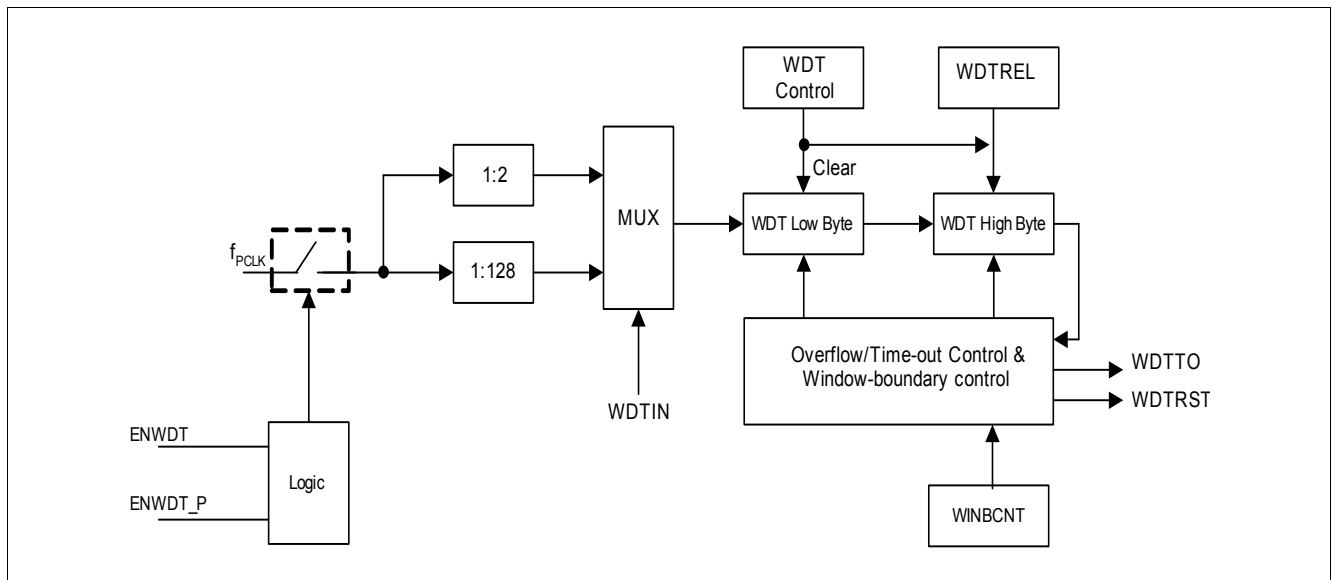 WDT
Control
WDTREL
Clear
1:2
MUX
WDT Low Byte
WDT High Byte
fPCLK
1:128
Overflow/Time-out Control &
Window-boundary control
WDTTO
WDTRST
WDTIN
ENWDT
Logic
ENWDT_P
WINBCNT